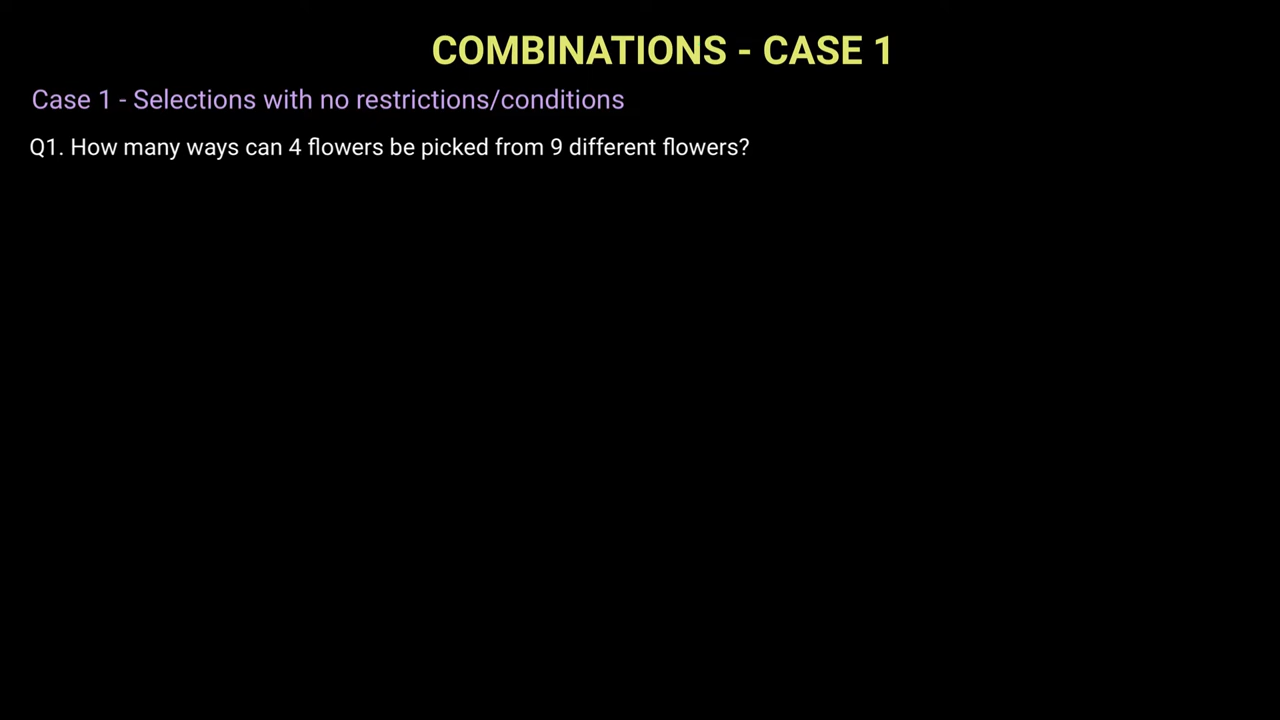 COMBINATIONS - CASE 1
Case 1 - Selections with no restrictions/conditions
Q1. How many ways can 4 flowers be picked from 9 different flowers?